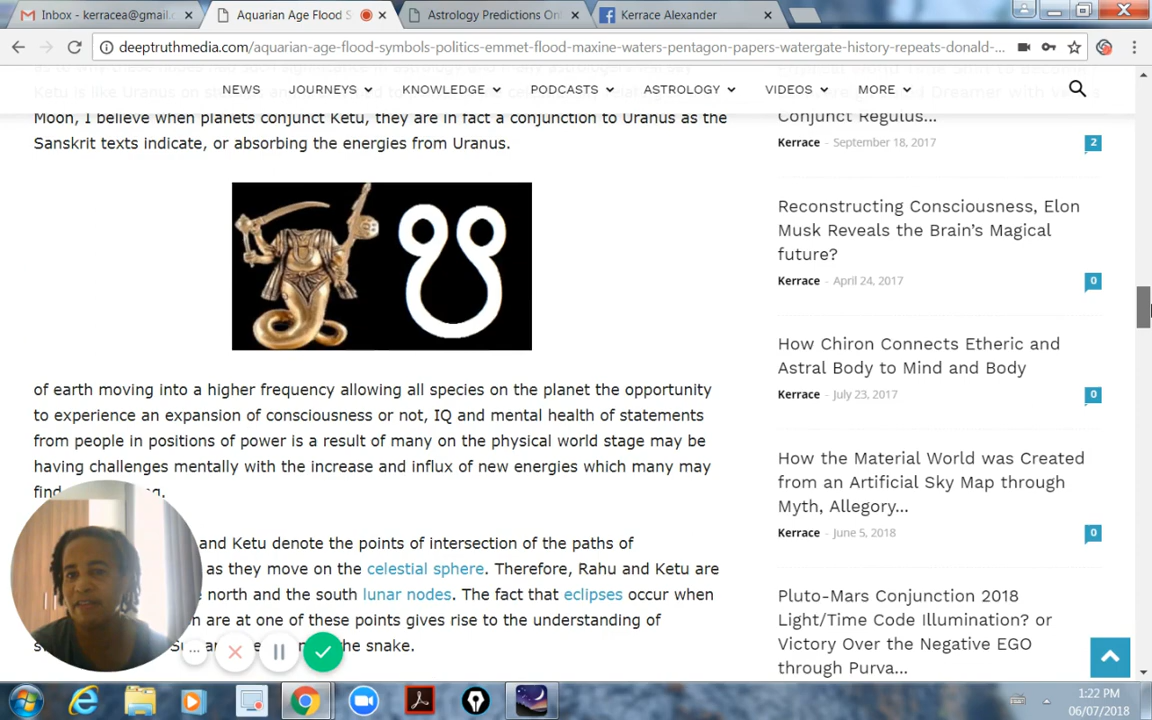 Inbox - kerracea@gmail.c
Aquarian Age Flood S
Astrology Predictions On
Kerrace Alexander
deeptruthmedia.com/aquarian-age-flood-symbols-politics-emmet-flood-maxine-waters-pentagon-papers-watergate-history-repeats-donald-...
NEWS JOURNEYS KNOWLEDGE PODCASTS ASTROLOGY VIDEOS MORE
Moon, I believe when planets conjunct Ketu, they are in fact a conjunction to Uranus as the
Sanskrit texts indicate, or absorbing the energies from Uranus.
of earth moving into a higher frequency allowing all species on the planet the opportunity
to experience an expansion of consciousness or not, IQ and mental health of statements
from people in positions of power is a result of many on the physical world stage may be
having challenges mentally with the increase and influx of new energies which many may
find
and Ketu denote the points of intersection of the paths of
as they move on the celestial sphere. Therefore, Rahu and Ketu are
north and the south lunar nodes. The fact that eclipses occur when
are at one of these points gives rise to the understanding of
the snake.
Conjunct Regulus...
Kerrace - September 18, 2017
2
Reconstructing Consciousness, Elon
Musk Reveals the Brain's Magical
future?
Kerrace - April 24, 2017
0
How Chiron Connects Etheric and
Astral Body to Mind and Body
Kerrace - July 23, 2017
0
How the Material World was Created
from an Artificial Sky Map through
Myth, Allegory...
Kerrace - June 5, 2018
0
Pluto-Mars Conjunction 2018
Light/Time Code Illumination? or
Victory Over the Negative EGO
through Purva...
1:22 PM
06/07/2018